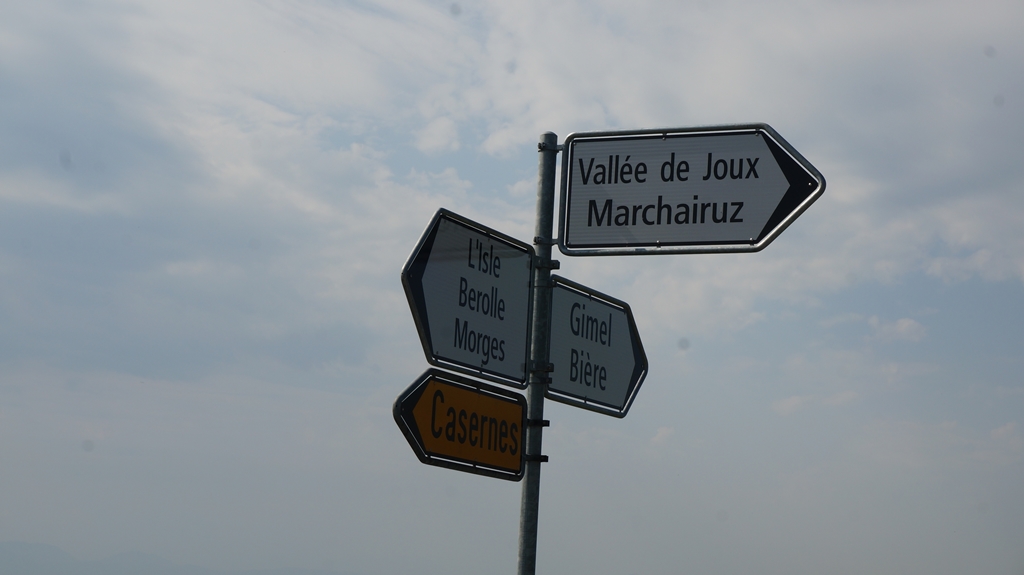 Vallée de Joux
Marchairuz
L'Isle
Berolle
Morges
Gimel
Bière
Casernes